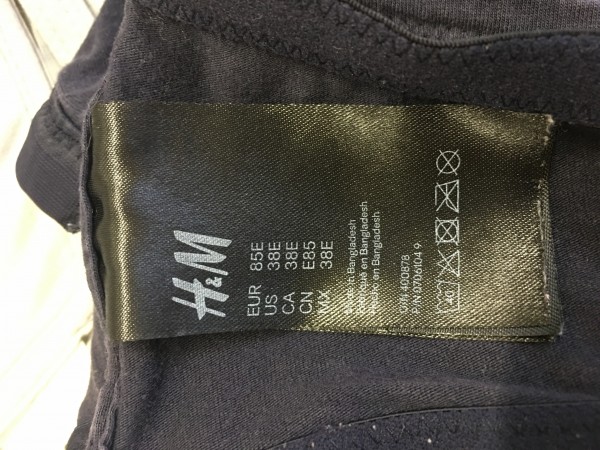 H&M
EUR 85E
US 38E
CA 38E
CN E85
MX 38E
Made in Bangladesh
Fabriqué en Bangladesh
Hecho en Bangladesh
O/N 400878
P/N 0706104 9
40